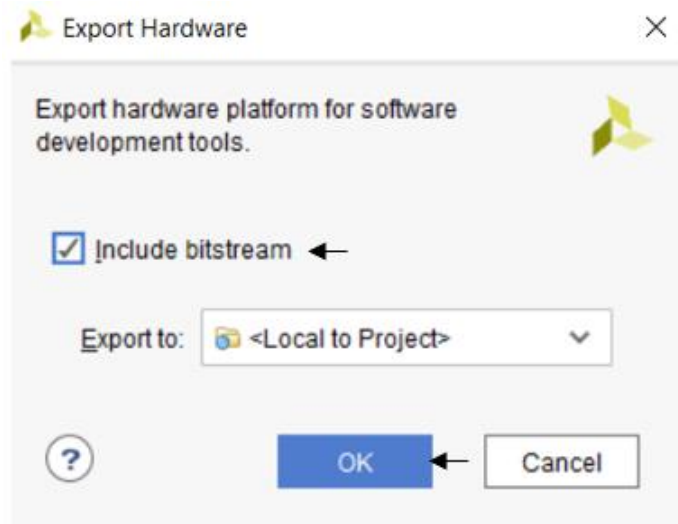 Export Hardware
Export hardware platform for software
development tools.
Include bitstream
Export to: <Local to Project>
?
OK
Cancel